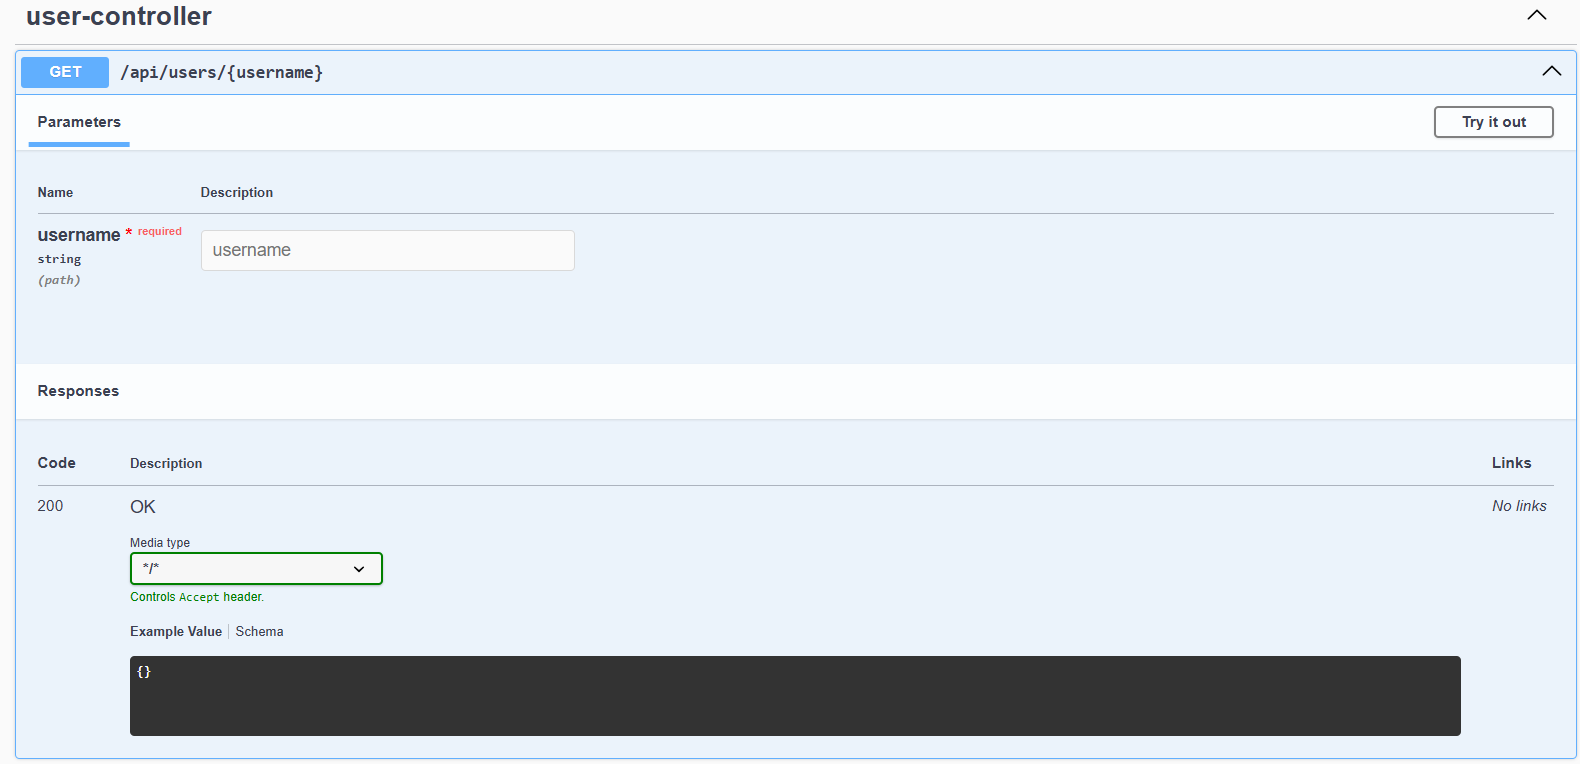 user-controller
GET /api/users/{username}
Parameters
Try it out
Name Description
username * required
string
(path)
username
Responses
Code Description Links
200 OK No links
Media type
*/*
Controls Accept header.
Example Value Schema
{}